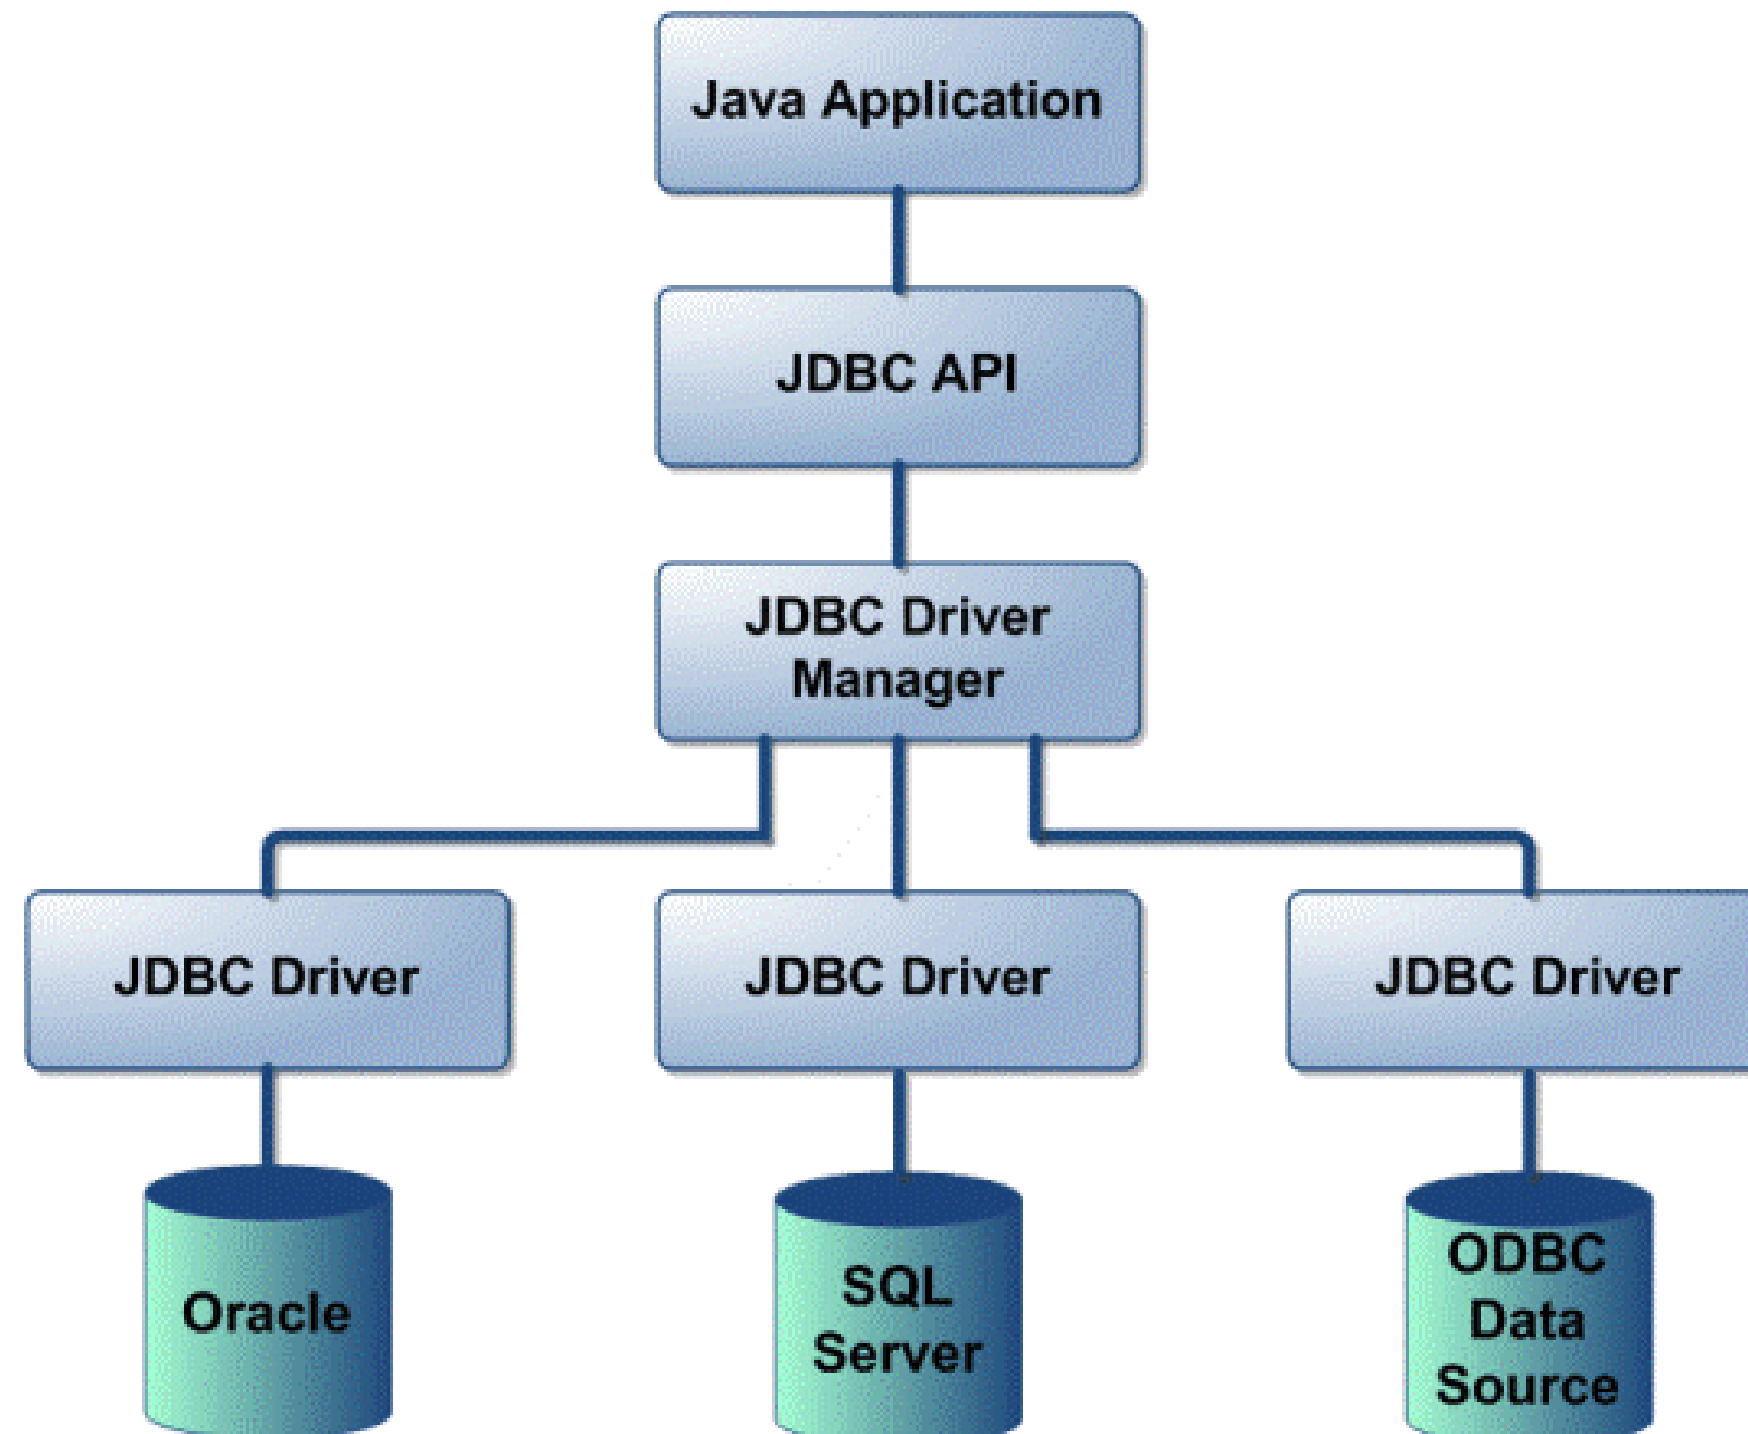 Java Application
JDBC API
JDBC Driver
Manager
JDBC Driver
JDBC Driver
JDBC Driver
Oracle
SQL
Server
ODBC
Data
Source